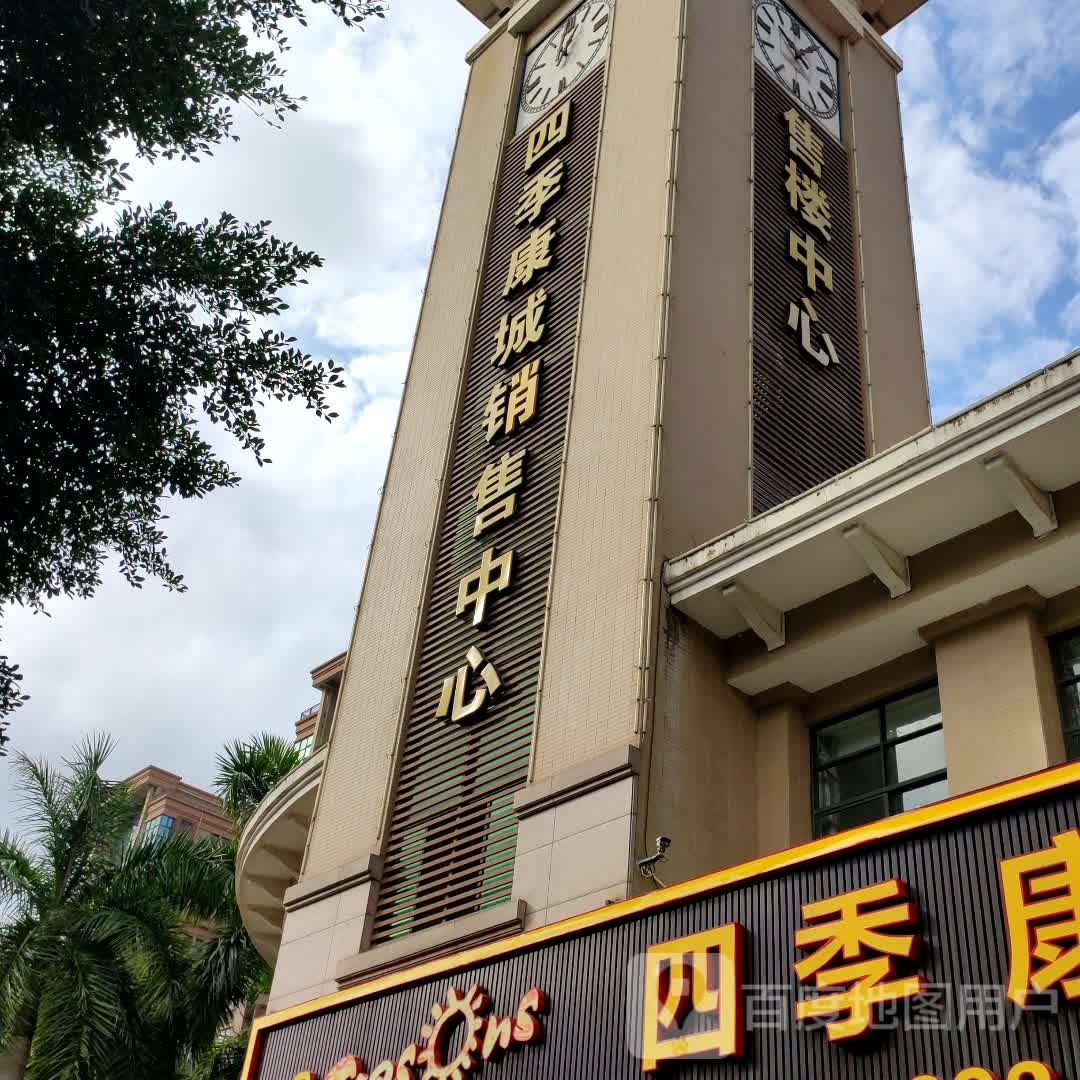 四季康城销售中心
售楼中心
四季康
百度地图用户